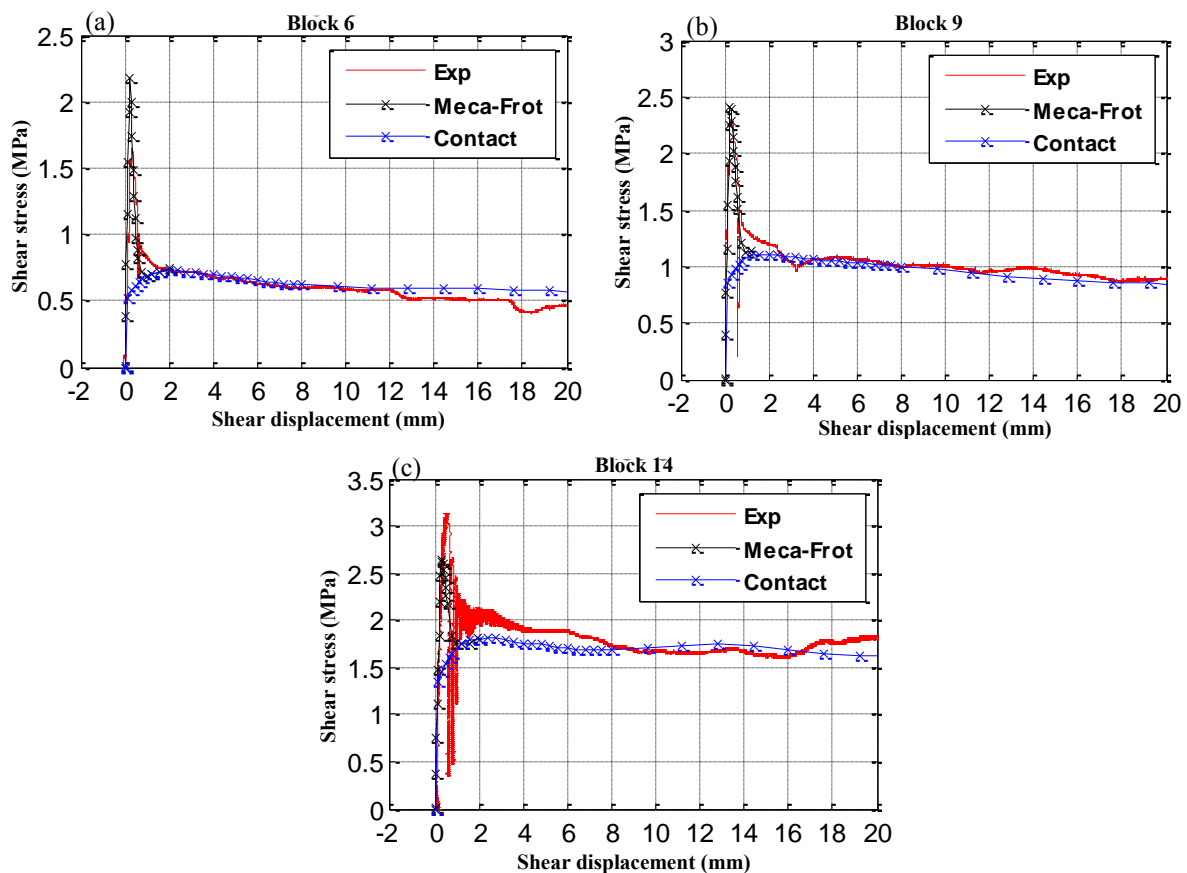 (a)
Block 6
2.5
2
1.5
1
0.5
0
-2 0 2 4 6 8 10 12 14 16 18 20
Shear stress (MPa)
Shear displacement (mm)
Exp
Meca-Frot
Contact
(b)
Block 9
3
2.5
2
1.5
1
0.5
0
-2 0 2 4 6 8 10 12 14 16 18 20
Shear stress (MPa)
Shear displacement (mm)
Exp
Meca-Frot
Contact
(c)
Block 14
3.5
3
2.5
2
1.5
1
0.5
0
-2 0 2 4 6 8 10 12 14 16 18 20
Shear stress (MPa)
Shear displacement (mm)
Exp
Meca-Frot
Contact